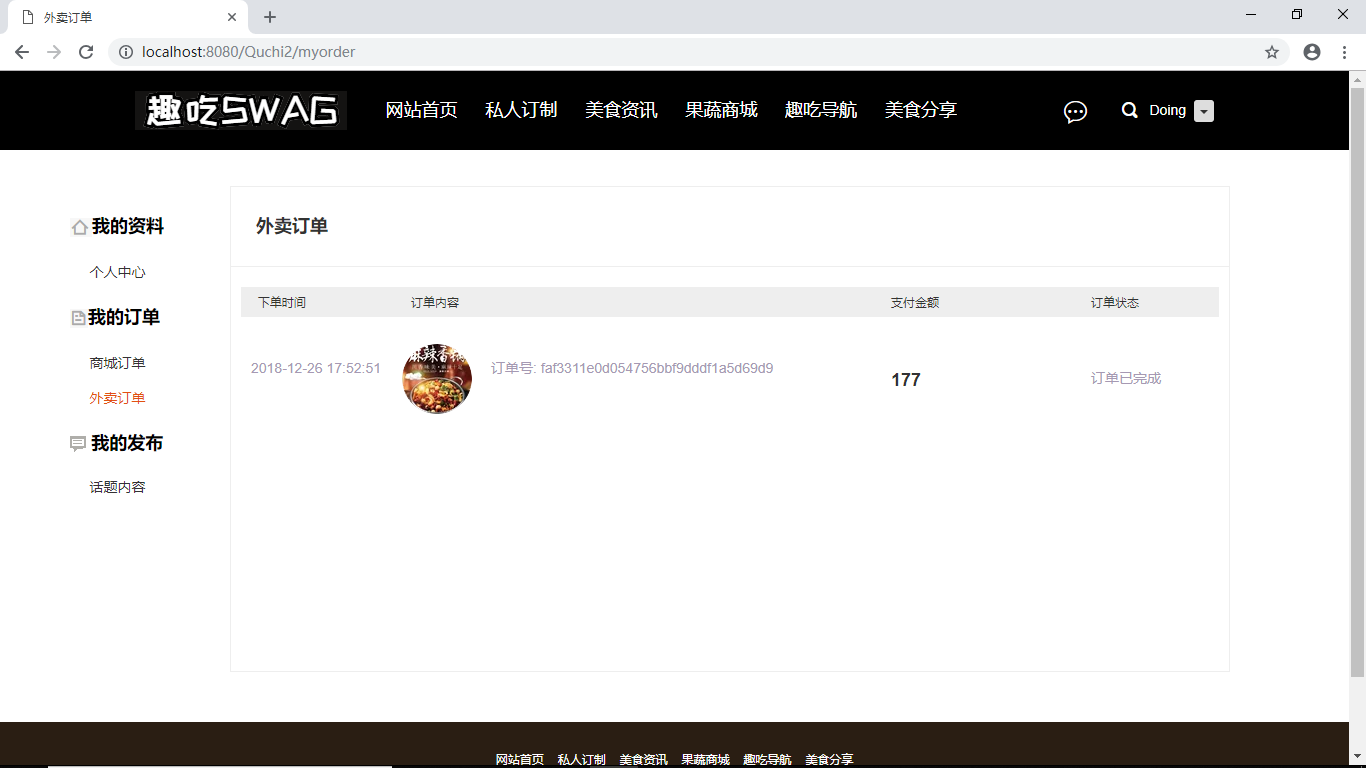 外卖订单
localhost:8080/Quchi2/myorder
趣吃SWAG 网站首页 私人订制 美食资讯 果蔬商城 趣吃导航 美食分享 Doing
我的资料
个人中心
我的订单
商城订单
外卖订单
我的发布
话题内容
外卖订单
下单时间 订单内容 支付金额 订单状态
2018-12-26 17:52:51 麻辣香锅 订单号: faf3311e0d054756bbf9dddf1a5d69d9 177 订单已完成
网站首页 私人订制 美食资讯 果蔬商城 趣吃导航 美食分享